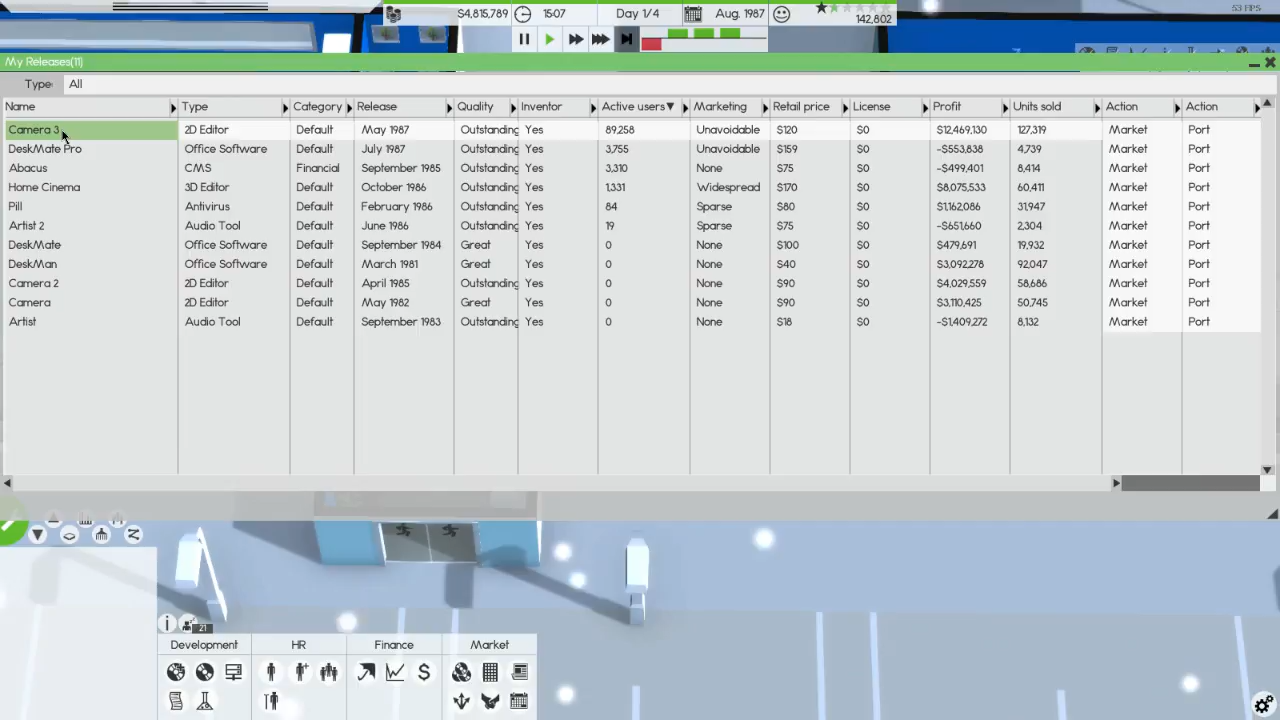 $4,815,789 15:07 Day 1/4 Aug. 1987 142,802 53 FPS
My Releases(11)
Type: All
Name Type Category Release Quality Inventor Active users▼ Marketing Retail price License Profit Units sold Action Action
Camera 3 2D Editor Default May 1987 Outstanding Yes 89,258 Unavoidable $120 $0 $12,469,130 127,319 Market Port
DeskMate Pro Office Software Default July 1987 Outstanding Yes 3,755 Unavoidable $159 $0 -$553,838 4,739 Market Port
Abacus CMS Financial September 1985 Outstanding Yes 3,310 None $75 $0 -$499,401 8,414 Market Port
Home Cinema 3D Editor Default October 1986 Outstanding Yes 1,331 Widespread $170 $0 $8,075,533 60,411 Market Port
Pill Antivirus Default February 1986 Outstanding Yes 84 Sparse $80 $0 $1,162,086 31,947 Market Port
Artist 2 Audio Tool Default June 1986 Outstanding Yes 19 Sparse $75 $0 -$651,660 2,304 Market Port
DeskMate Office Software Default September 1984 Great Yes 0 None $100 $0 $479,691 19,932 Market Port
DeskMan Office Software Default March 1981 Great Yes 0 None $40 $0 $3,092,278 92,047 Market Port
Camera 2 2D Editor Default April 1985 Outstanding Yes 0 None $90 $0 $4,029,559 58,686 Market Port
Camera 2D Editor Default May 1982 Great Yes 0 None $90 $0 $3,110,425 50,745 Market Port
Artist Audio Tool Default September 1983 Outstanding Yes 0 None $18 $0 -$1,409,272 8,132 Market Port
21
Development HR Finance Market